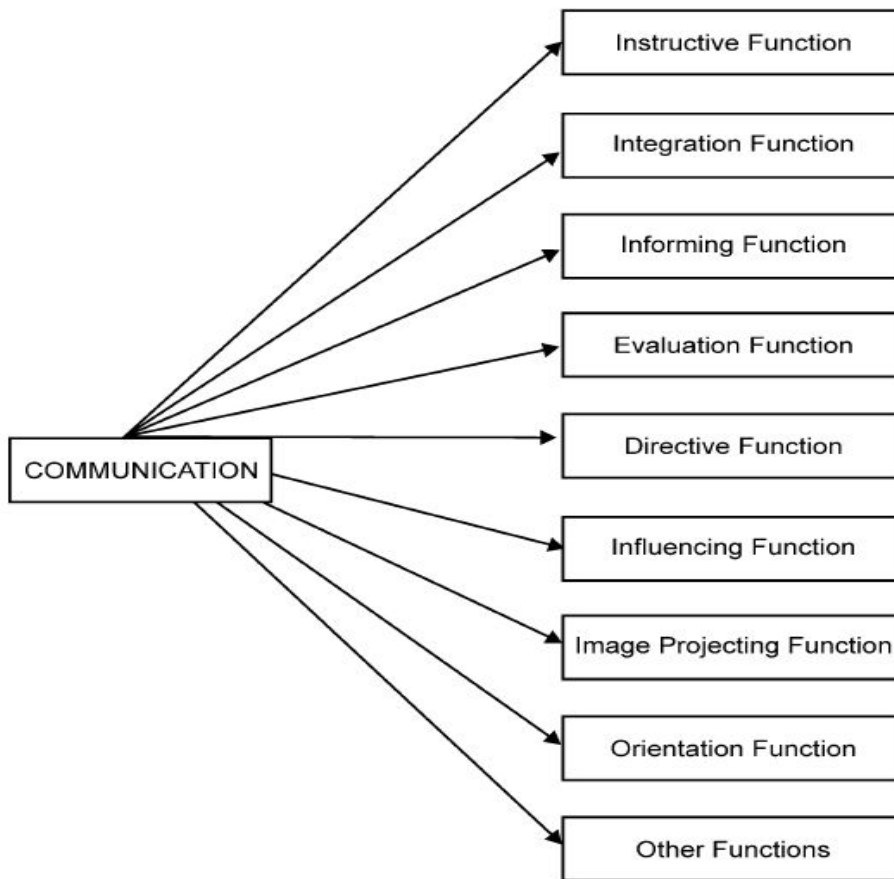 Instructive Function
Integration Function
Informing Function
Evaluation Function
Directive Function
COMMUNICATION
Influencing Function
Image Projecting Function
Orientation Function
Other Functions